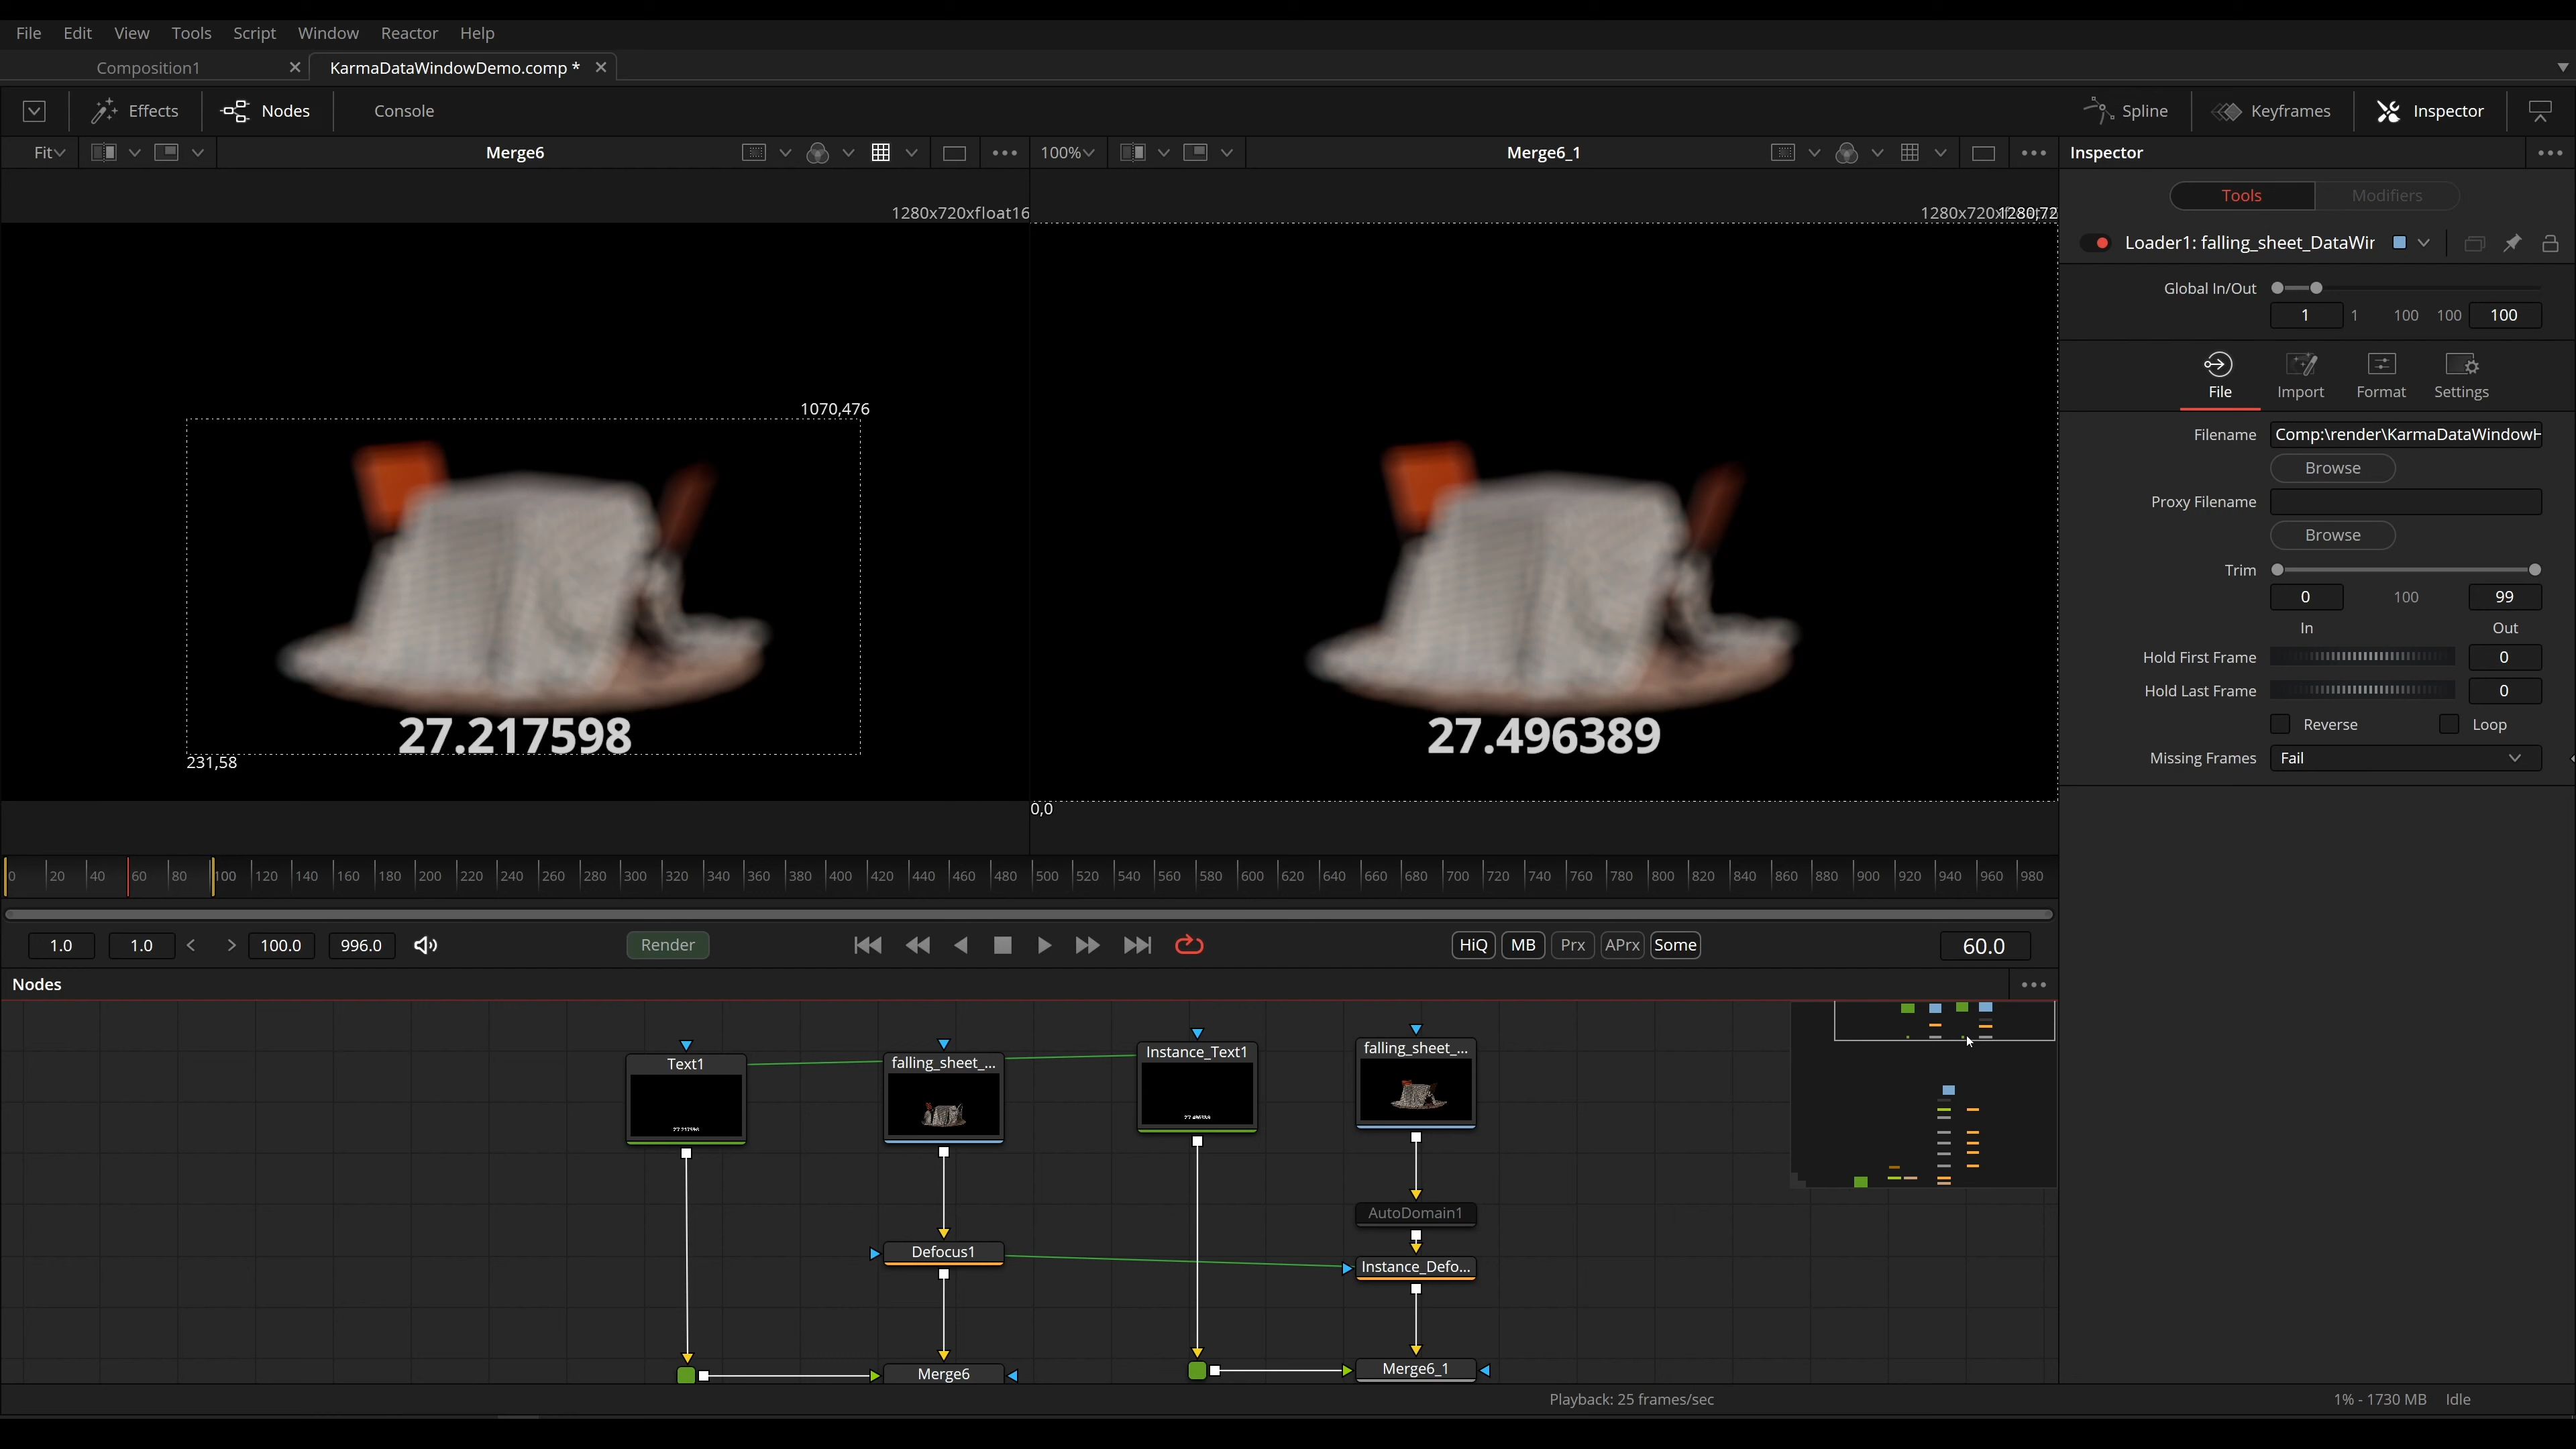 File Edit View Tools Script Window Reactor Help
Composition1 KarmaDataWindowDemo.comp *
Effects Nodes Console Spline Keyframes Inspector
Fit Merge6 100% Merge6_1 Inspector
Tools Modifiers
1280x720xfloat16
1280,72
Loader1: falling_sheet_DataWir
Global In/Out
1 1 100 100 100
File Import Format Settings
1070,476
Filename Comp:\render\KarmaDataWindowH
Browse
Proxy Filename
Browse
Trim
0 100 99
In Out
Hold First Frame 0
Hold Last Frame 0
Reverse Loop
Missing Frames Fail
27.217598 27.496389
231,58
0,0
0 20 40 60 80 100 120 140 160 180 200 220 240 260 280 300 320 340 360 380 400 420 440 460 480 500 520 540 560 580 600 620 640 660 680 700 720 740 760 780 800 820 840 860 880 900 920 940 960 980
1.0 1.0 < > 100.0 996.0 Render HiQ MB Prx APrx Some 60.0
Nodes
Text1 falling_sheet_... Instance_Text1 falling_sheet_...
27.217598 27.496389
AutoDomain1
Defocus1 Instance_Defo...
Merge6 Merge6_1
Playback: 25 frames/sec 1% - 1730 MB Idle